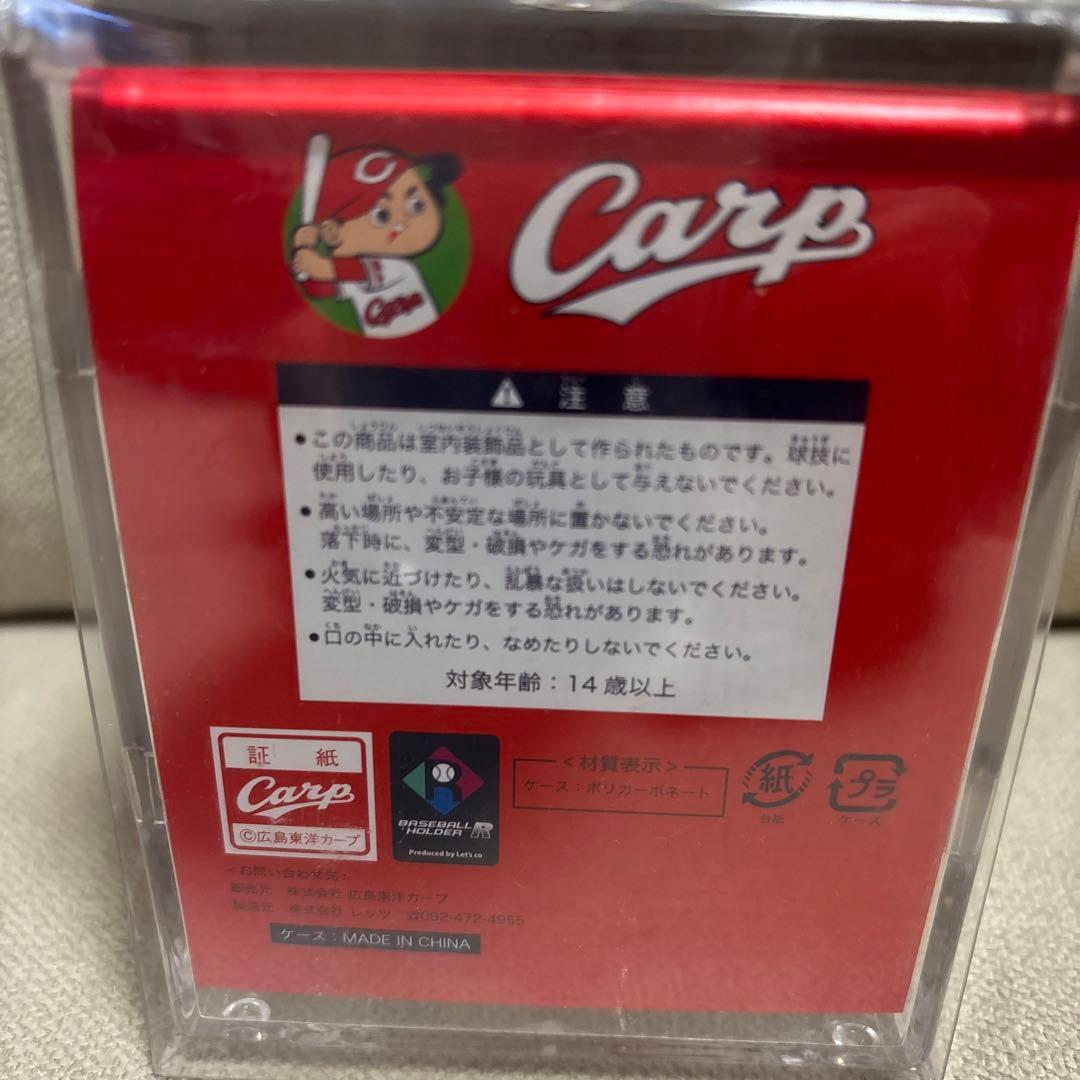 Carp
Carp
注 意
•この商品は室内装飾品として作られたものです。球技に
使用したり、お子様の玩具として与えないでください。
•高い場所や不安定な場所に置かないでください。
落下時に、変型・破損やケガをする恐れがあります。
•火気に近づけたり、乱暴な扱いはしないでください。
変型・破損やケガをする恐れがあります。
•口の中に入れたり、なめたりしないでください。
対象年齢：14歳以上
証 紙
Carp
©広島東洋カープ
R
BASEBALL
HOLDER R
Produced by Let's co
＜材質表示＞
ケース：ポリカーボネート
紙
台紙
プラ
ケース
＜お問い合わせ先＞
販売元 株式会社 広島東洋カープ
製造元 株式会社 レッツ ☎092-472-4955
ケース：MADE IN CHINA